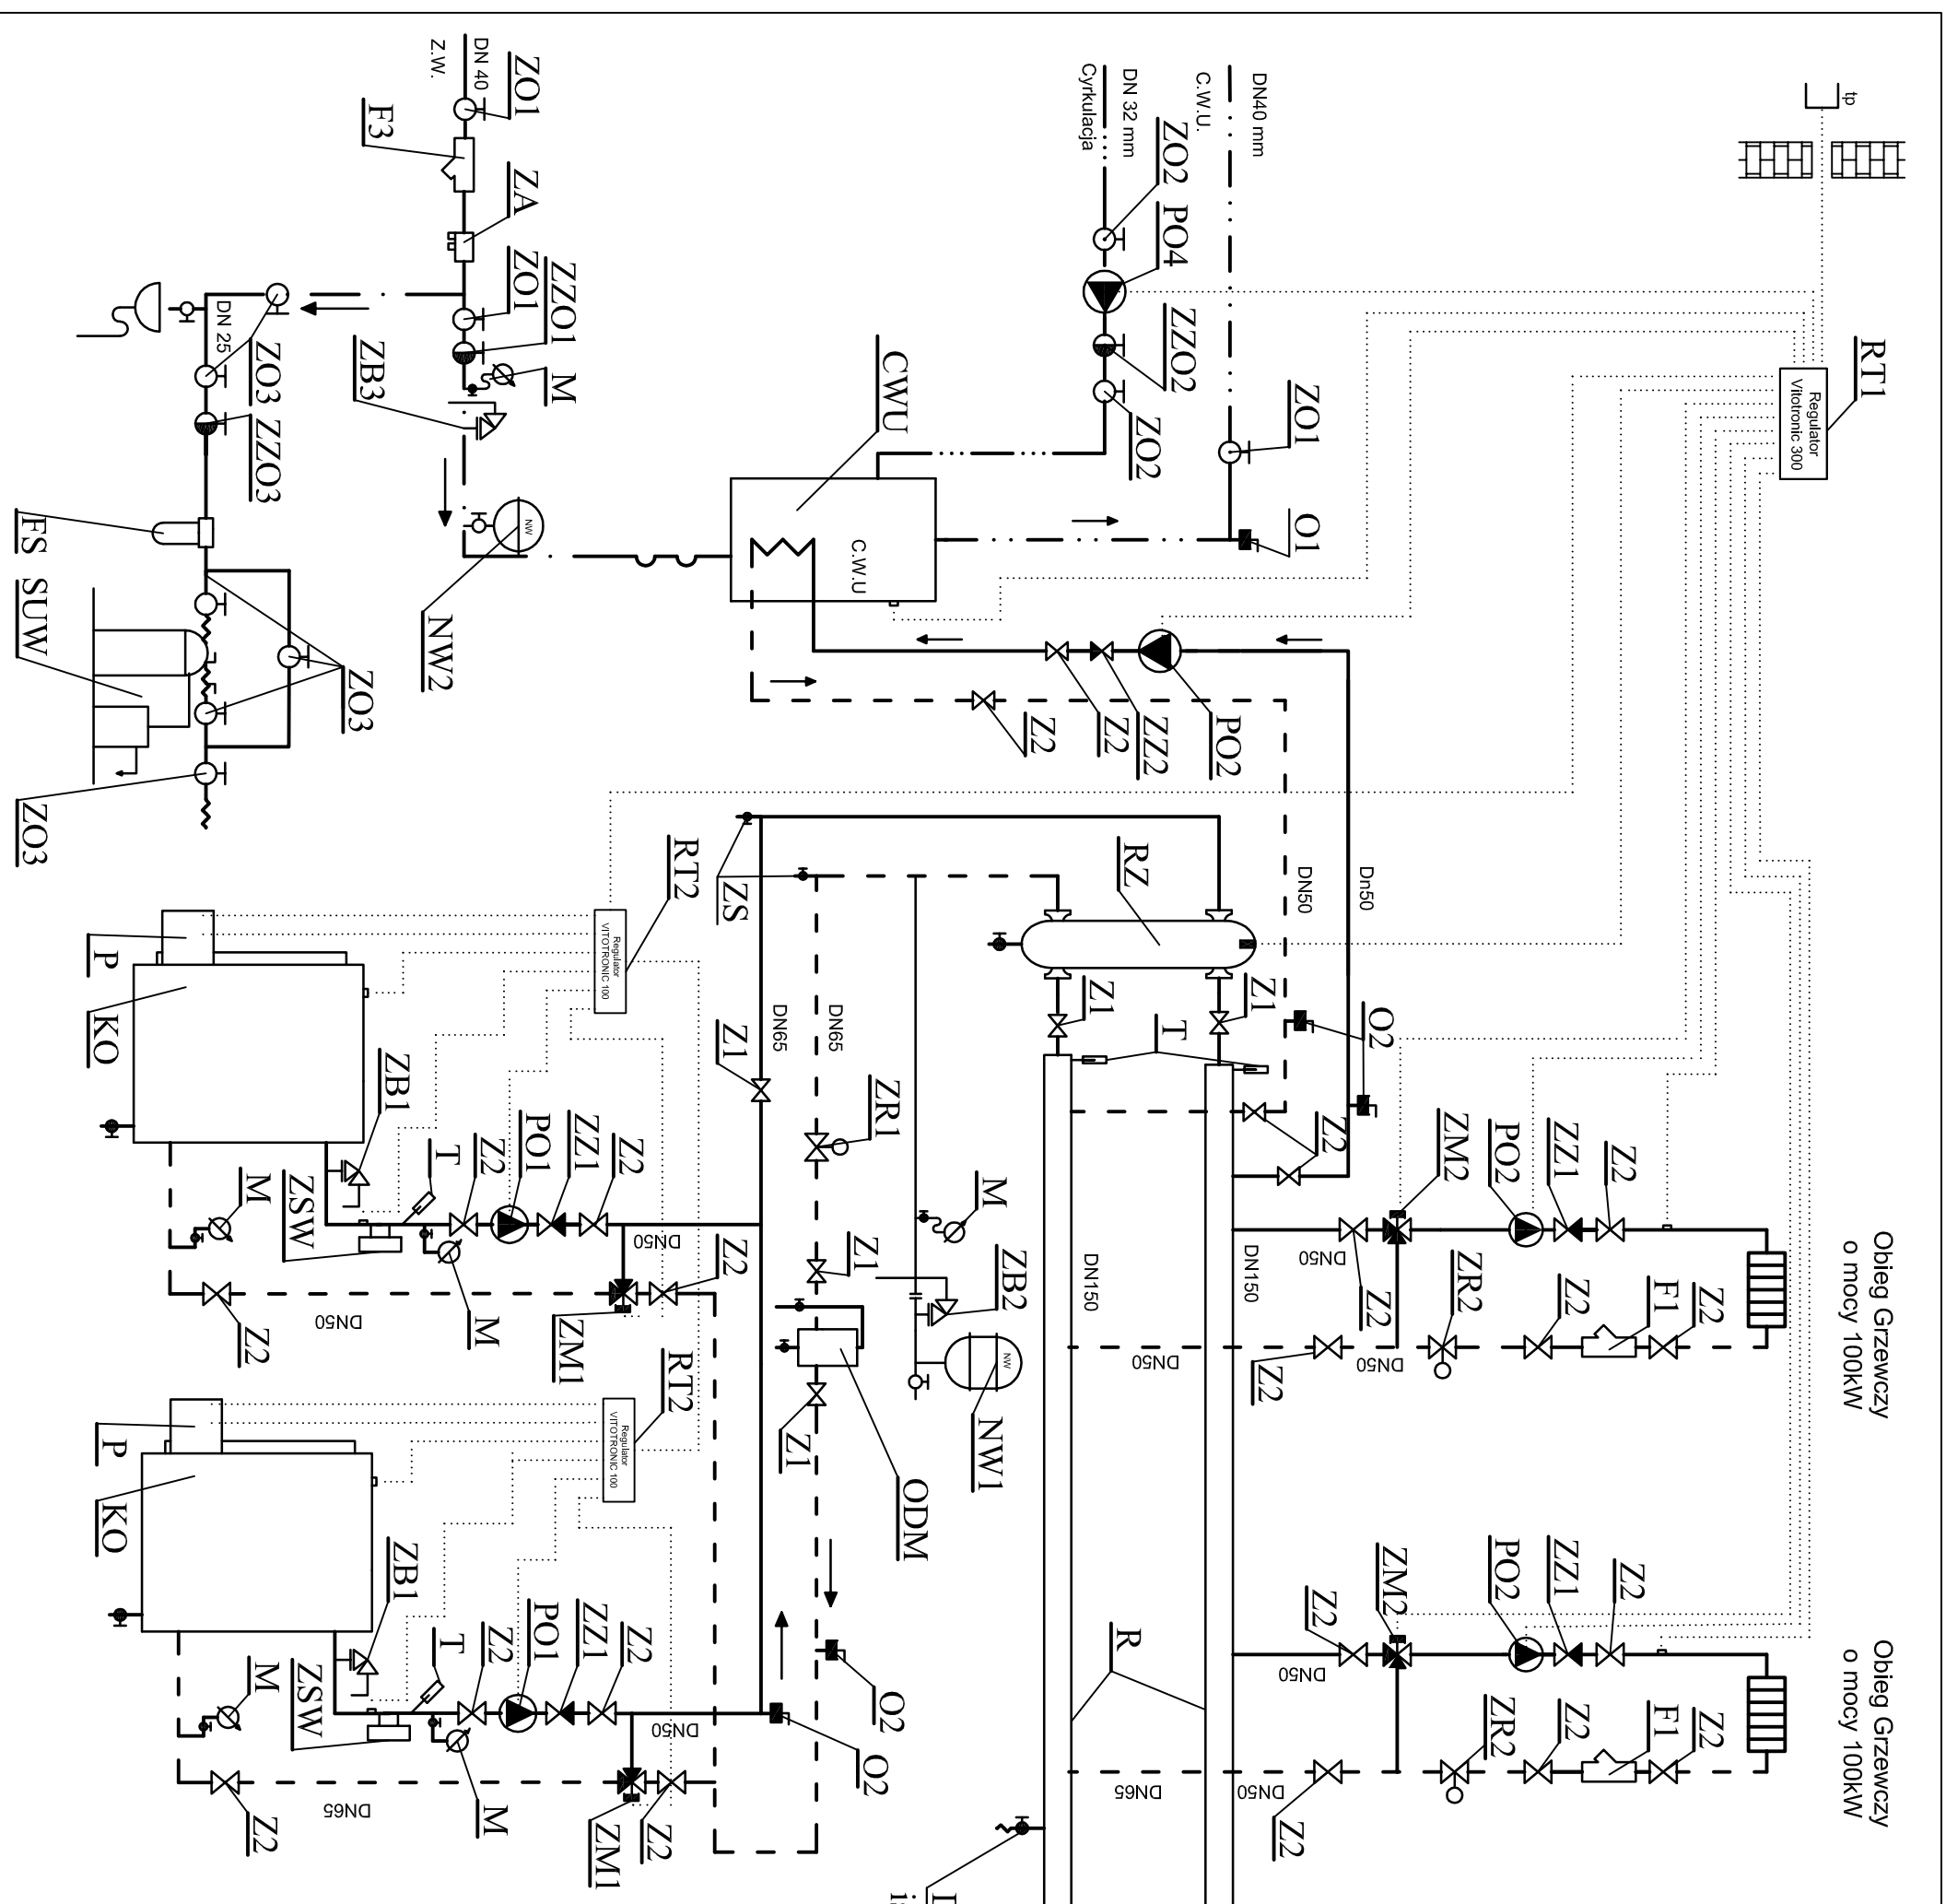 tp
RT1
Regulator
Vitotronic 300
DN40 mm
C.W.U.
DN 32 mm
Cyrkulacja
ZO2
PO4
ZZO2
ZO2
ZO1
O1
CWU
C.W.U
DN 40
Z.W.
ZO1
F3
ZA
ZO1
ZZO1
M
ZB3
NW
NW2
DN 25
ZO3
ZZO3
FS
SUW
ZO3
ZO3
PO2
ZZ2
Z2
Z2
Dn50
DN50
RZ
ZS
RT2
Regulator
VITOTRONIC 100
P
KO
ZB1
ZSW
M
T
Z2
PO1
ZZ1
Z2
M
Z2
DN50
DN50
Z2
ZM1
DN65
DN65
Z1
ZR1
Z1
Z1
Z1
T
O2
Z2
M
ZB2
NW
NW1
Z1
ODM
DN150
DN150
ZM2
PO2
ZZ1
Z2
DN50
Z2
ZR2
Z2
F1
Z2
DN50
DN50
Z2
Obieg Grzewczy
o mocy 100kW
RT2
Regulator
VITOTRONIC 100
P
KO
ZB1
ZSW
M
T
Z2
PO1
ZZ1
Z2
M
Z2
DN65
DN50
Z2
ZM1
O2
O2
R
ZM2
PO2
ZZ1
Z2
Z2
DN50
ZR2
Z2
F1
Z2
DN65
DN50
Z2
Obieg Grzewczy
o mocy 100kW